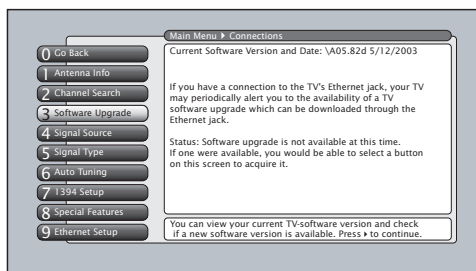 Main Menu ▸ Connections
0 Go Back
1 Antenna Info
2 Channel Search
3 Software Upgrade
4 Signal Source
5 Signal Type
6 Auto Tuning
7 1394 Setup
8 Special Features
9 Ethernet Setup
Current Software Version and Date: \A05.82d 5/12/2003
If you have a connection to the TV's Ethernet jack, your TV
may periodically alert you to the availability of a TV
software upgrade which can be downloaded through the
Ethernet jack.
Status: Software upgrade is not available at this time.
If one were available, you would be able to select a button
on this screen to acquire it.
You can view your current TV-software version and check
if a new software version is available. Press ▸ to continue.